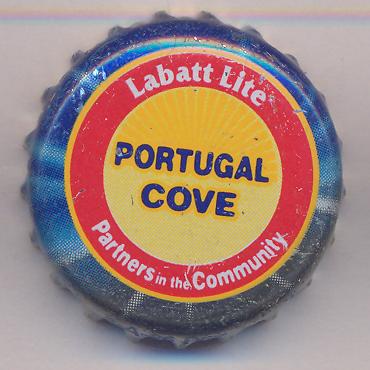 Labatt Lite
PORTUGAL
COVE
Partners in the Community